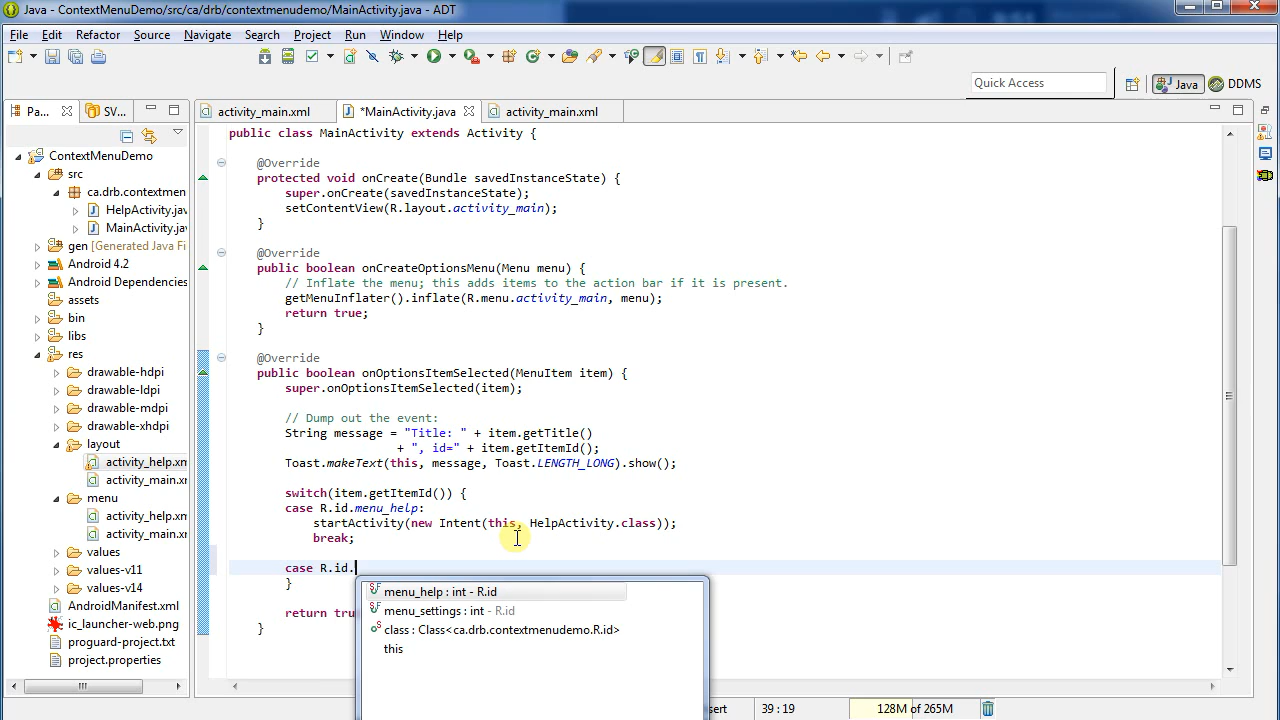 Java - ContextMenuDemo/src/ca/drb/contextmenudemo/MainActivity.java - ADT
File Edit Refactor Source Navigate Search Project Run Window Help
Quick Access
Java
DDMS
Pa...
SV...
activity_main.xml
*MainActivity.java
activity_main.xml
ContextMenuDemo
src
ca.drb.contextmen
HelpActivity.jav
MainActivity.ja
gen [Generated Java Fi
Android 4.2
Android Dependencies
assets
bin
libs
res
drawable-hdpi
drawable-ldpi
drawable-mdpi
drawable-xhdpi
layout
activity_help.xm
activity_main.xm
menu
activity_help.xm
activity_main.xm
values
values-v11
values-v14
AndroidManifest.xml
ic_launcher-web.png
proguard-project.txt
project.properties
public class MainActivity extends Activity {
@Override
protected void onCreate(Bundle savedInstanceState) {
super.onCreate(savedInstanceState);
setContentView(R.layout.activity_main);
}
@Override
public boolean onCreateOptionsMenu(Menu menu) {
// Inflate the menu; this adds items to the action bar if it is present.
getMenuInflater().inflate(R.menu.activity_main, menu);
return true;
}
@Override
public boolean onOptionsItemSelected(MenuItem item) {
super.onOptionsItemSelected(item);
// Dump out the event:
String message = "Title: " + item.getTitle()
+ ", id=" + item.getItemId();
Toast.makeText(this, message, Toast.LENGTH_LONG).show();
switch(item.getItemId()) {
case R.id.menu_help:
startActivity(new Intent(this, HelpActivity.class));
break;
case R.id.
}
return tru
}
menu_help : int - R.id
menu_settings : int - R.id
class : Class<ca.drb.contextmenudemo.R.id>
this
sert
39 : 19
128M of 265M